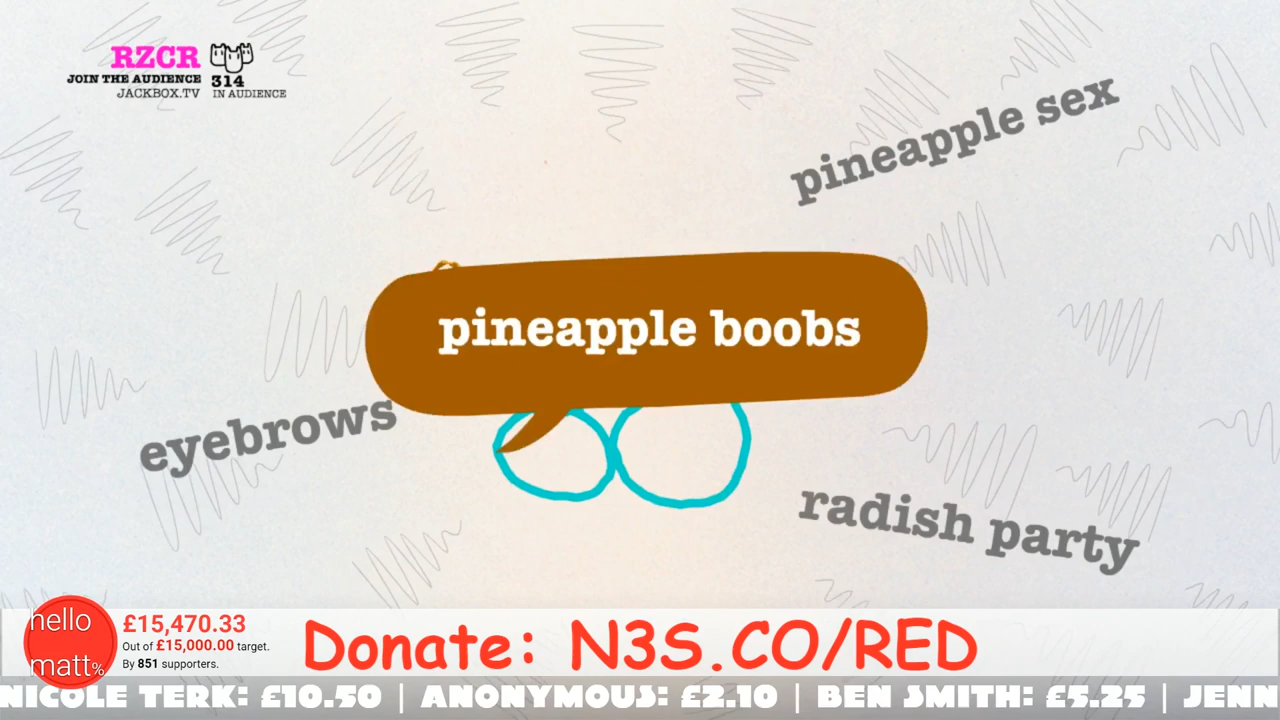 RZCR
JOIN THE AUDIENCE
JACKBOX.TV
314
IN AUDIENCE
pineapple sex
pineapple boobs
eyebrows
radish party
hello
matt%
£15,470.33
Out of £15,000.00 target.
By 851 supporters.
Donate: N3S.CO/RED
NICOLE TERK: £10.50 | ANONYMOUS: £2.10 | BEN SMITH: £5.25 | JENN